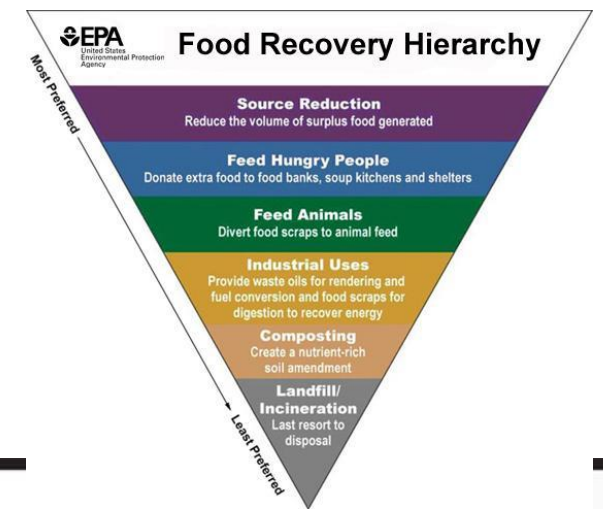 EPA
United States
Environmental Protection
Agency
Food Recovery Hierarchy
Most Preferred
Source Reduction
Reduce the volume of surplus food generated
Feed Hungry People
Donate extra food to food banks, soup kitchens and shelters
Feed Animals
Divert food scraps to animal feed
Industrial Uses
Provide waste oils for rendering and
fuel conversion and food scraps for
digestion to recover energy
Composting
Create a nutrient-rich
soil amendment
Landfill/
Incineration
Last resort to
disposal
Least Preferred